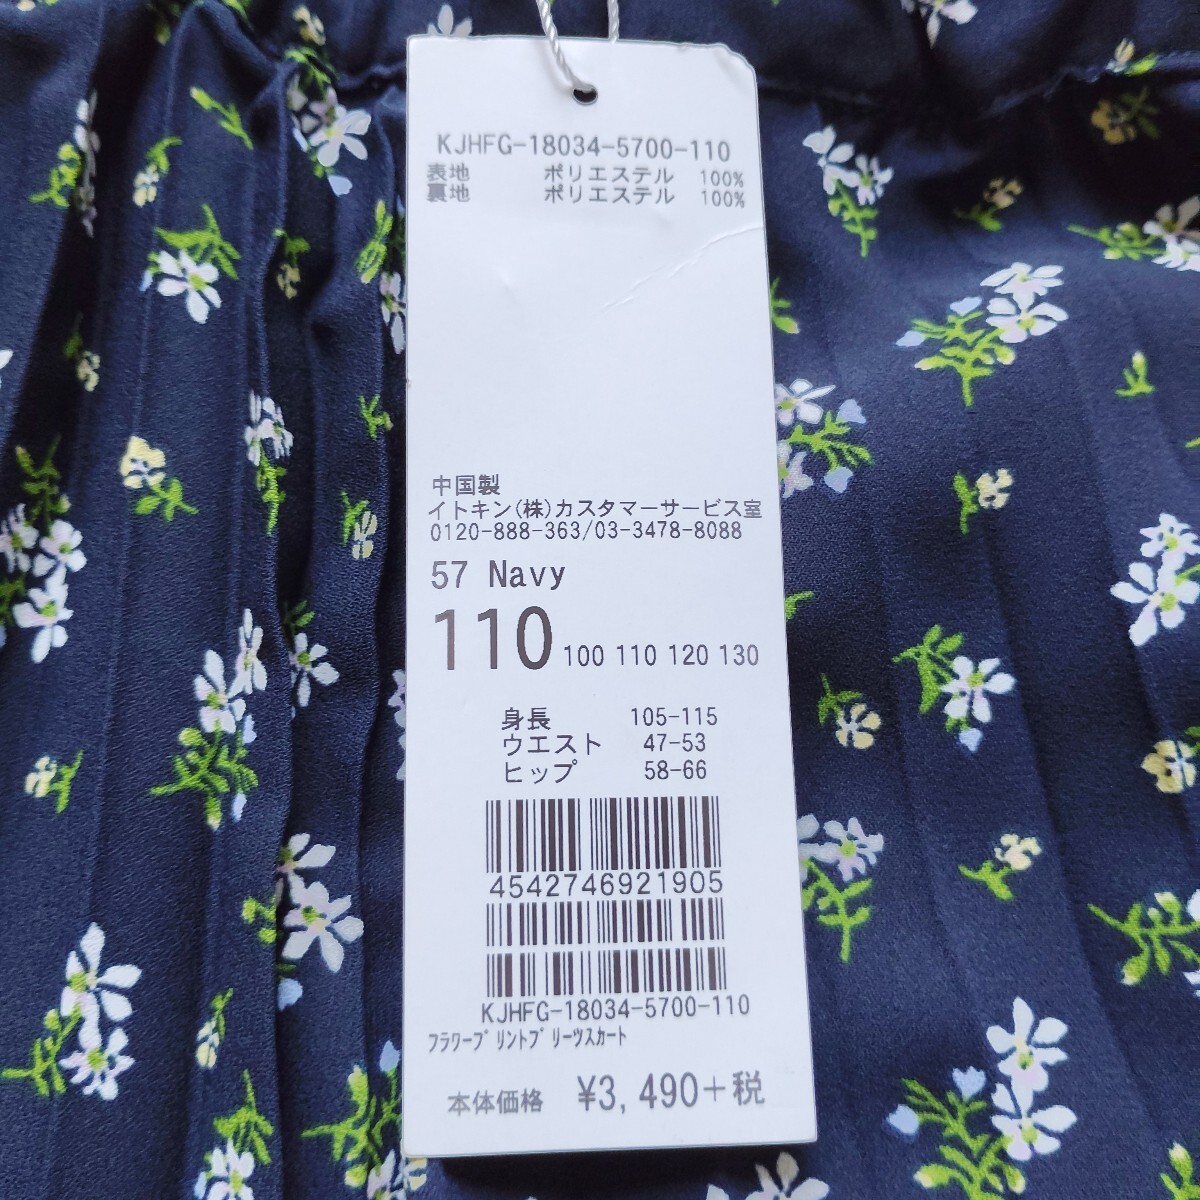 KJHFG-18034-5700-110
表地 ポリエステル 100%
裏地 ポリエステル 100%
中国製
イトキン(株)カスタマーサービス室
0120-888-363/03-3478-8088
57 Navy
110 100 110 120 130
身長 105-115
ウエスト 47-53
ヒップ 58-66
4542746921905
KJHFG-18034-5700-110
ﾌﾗﾜｰﾌﾟﾘﾝﾄﾌﾟﾘｰﾂｽｶｰﾄ
本体価格 ¥3,490+税